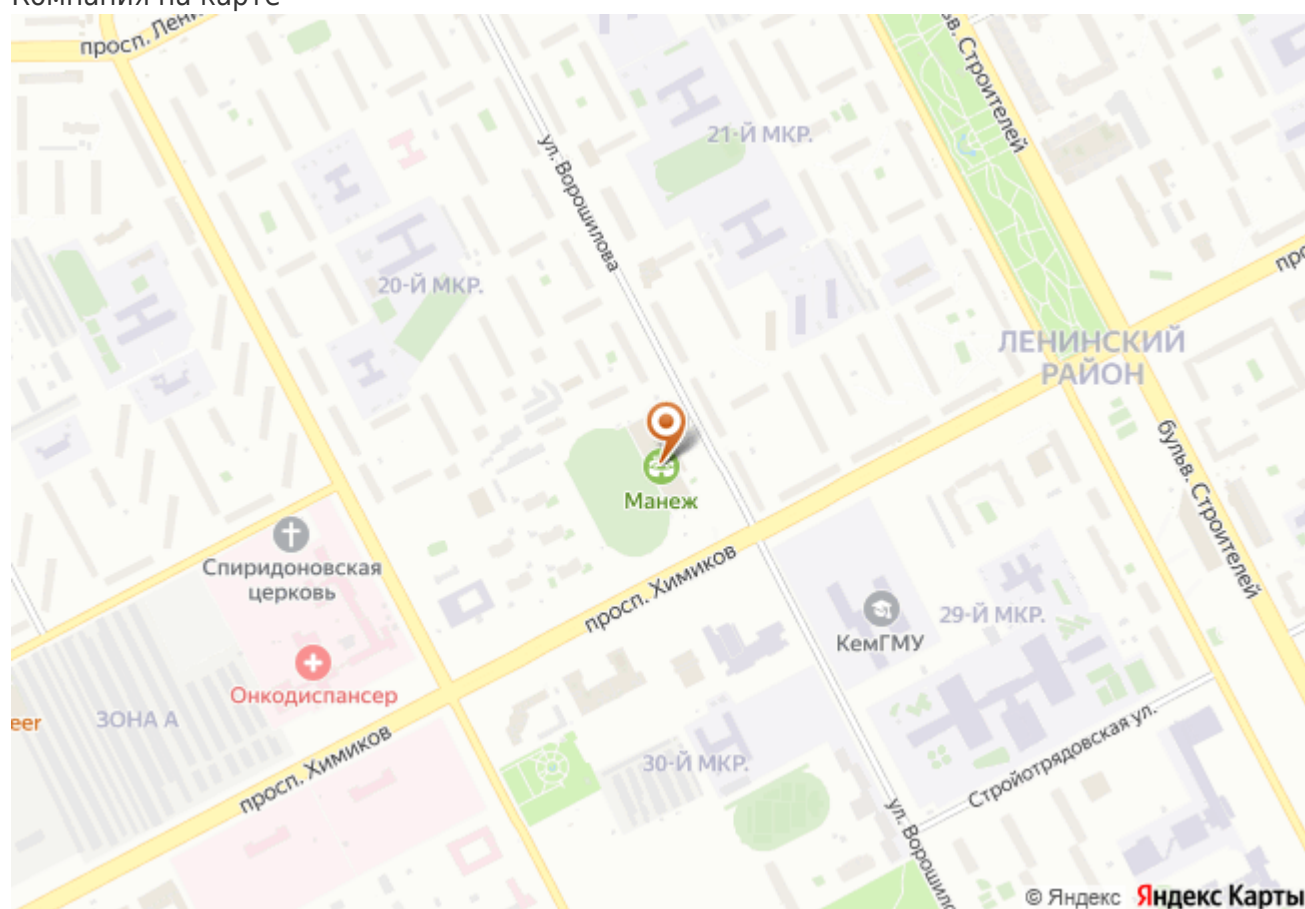 Компания на карте
просп. Лени
бульв. Строителей
21-Й МКР.
ул. Ворошилова
20-Й МКР.
ЛЕНИНСКИЙ
РАЙОН
Манеж
бульв. Строителей
Спиридоновская
церковь
просп. Химиков
КемГМУ
29-Й МКР.
Онкодиспансер
eer
ЗОНА А
просп. Химиков
30-Й МКР.
Стройотрядовская ул.
ул. Ворошило
© Яндекс Яндекс Карты